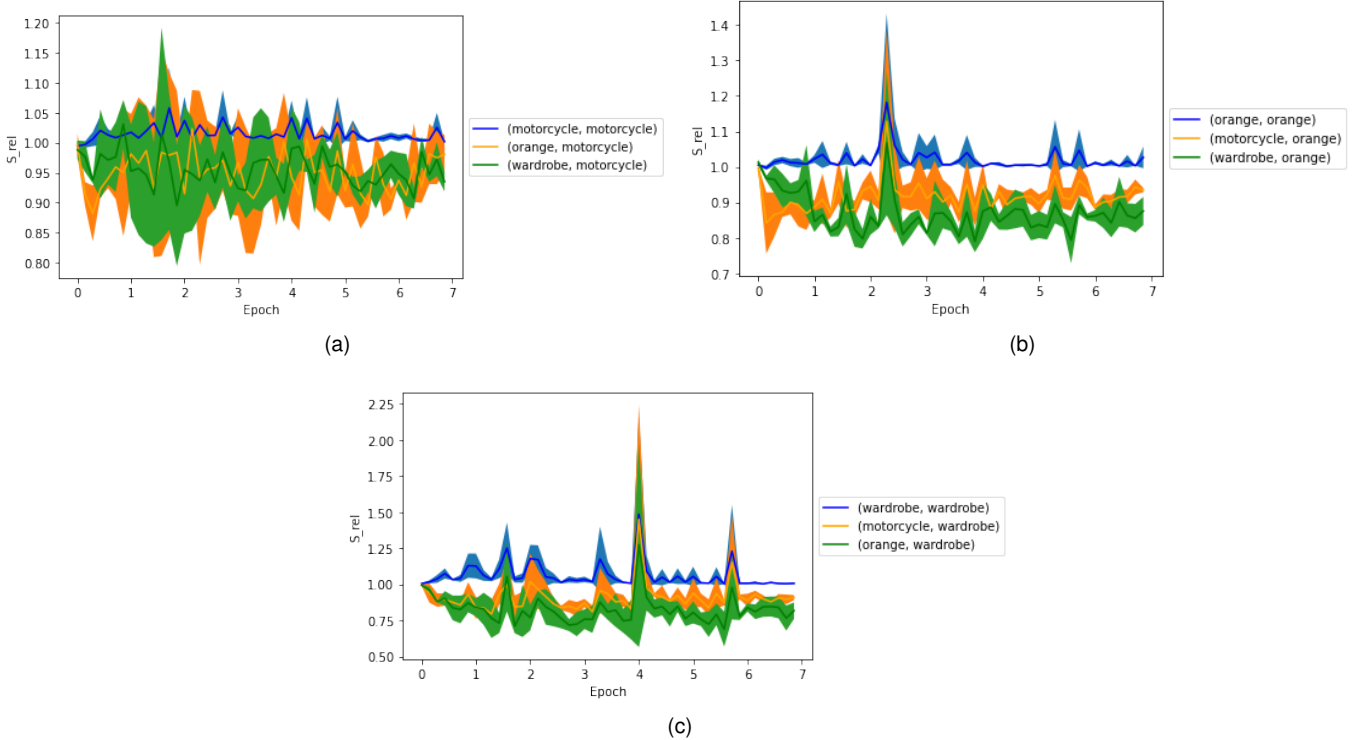 1.20
1.15
1.10
1.05
1.00
0.95
0.90
0.85
0.80
S_rel
0 1 2 3 4 5 6 7
Epoch
(motorcycle, motorcycle)
(orange, motorcycle)
(wardrobe, motorcycle)
(a)
1.4
1.3
1.2
1.1
1.0
0.9
0.8
0.7
S_rel
0 1 2 3 4 5 6 7
Epoch
(orange, orange)
(motorcycle, orange)
(wardrobe, orange)
(b)
2.25
2.00
1.75
1.50
1.25
1.00
0.75
0.50
S_rel
0 1 2 3 4 5 6 7
Epoch
(wardrobe, wardrobe)
(motorcycle, wardrobe)
(orange, wardrobe)
(c)